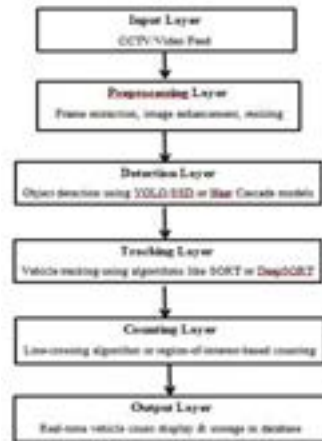 Input Layer
CCTV/Video Feed
Preprocessing Layer
Frame extraction, image enhancement, resizing
Detection Layer
Object detection using YOLO/SSD or Haar Cascade models
Tracking Layer
Vehicle tracking using algorithms like SORT or DeepSORT
Counting Layer
Line-crossing algorithm or region-of-interest-based counting
Output Layer
Real-time vehicle count display & storage in database